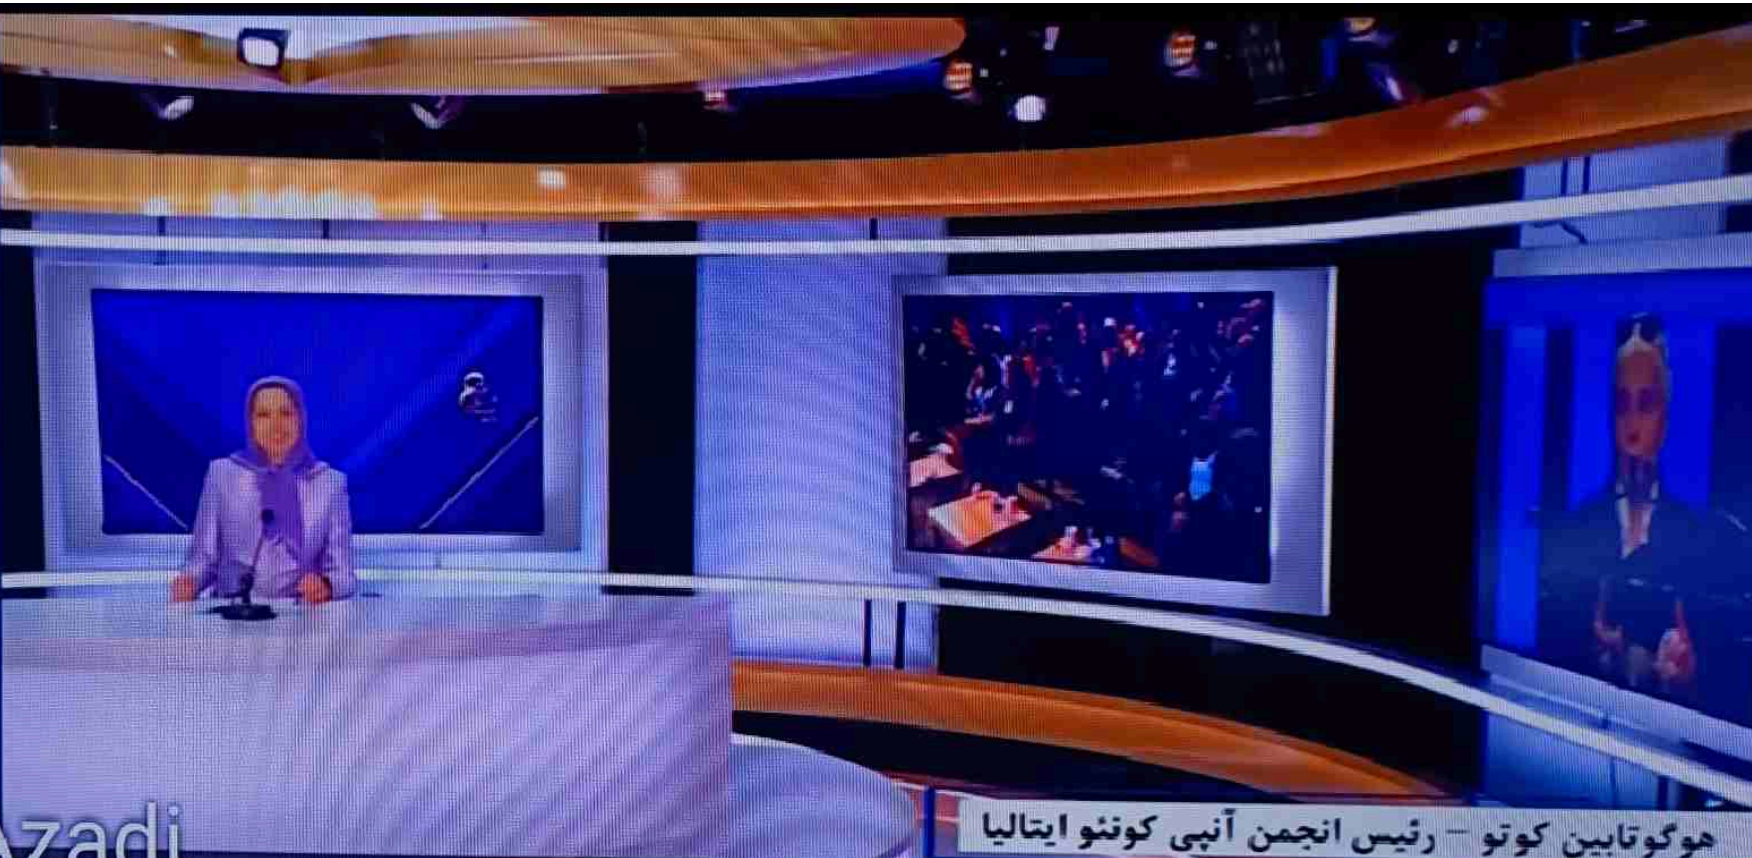 هوگوتابین کوتو – رئیس انجمن آنپی کونئو ایتالیا
Azadi